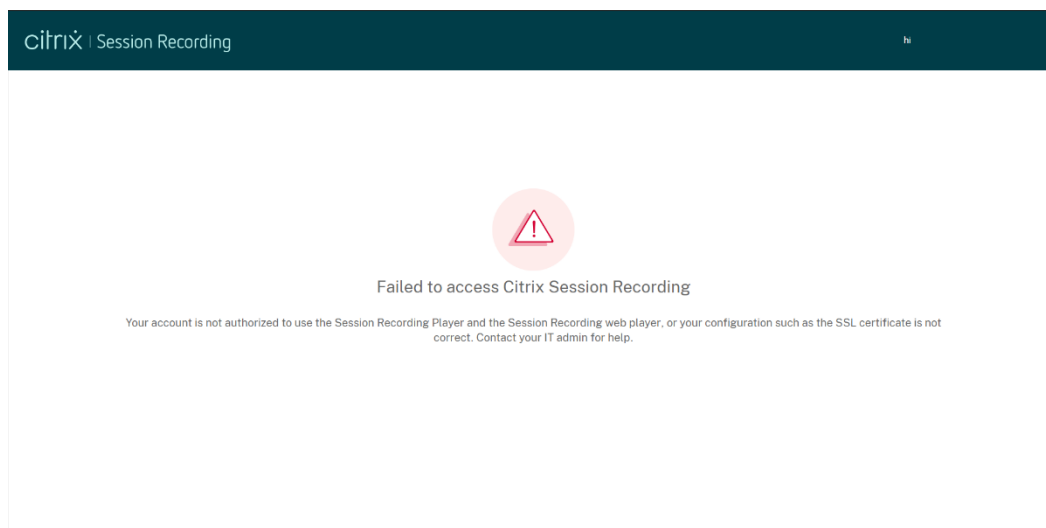 citrix | Session Recording
hi
Failed to access Citrix Session Recording
Your account is not authorized to use the Session Recording Player and the Session Recording web player, or your configuration such as the SSL certificate is not
correct. Contact your IT admin for help.